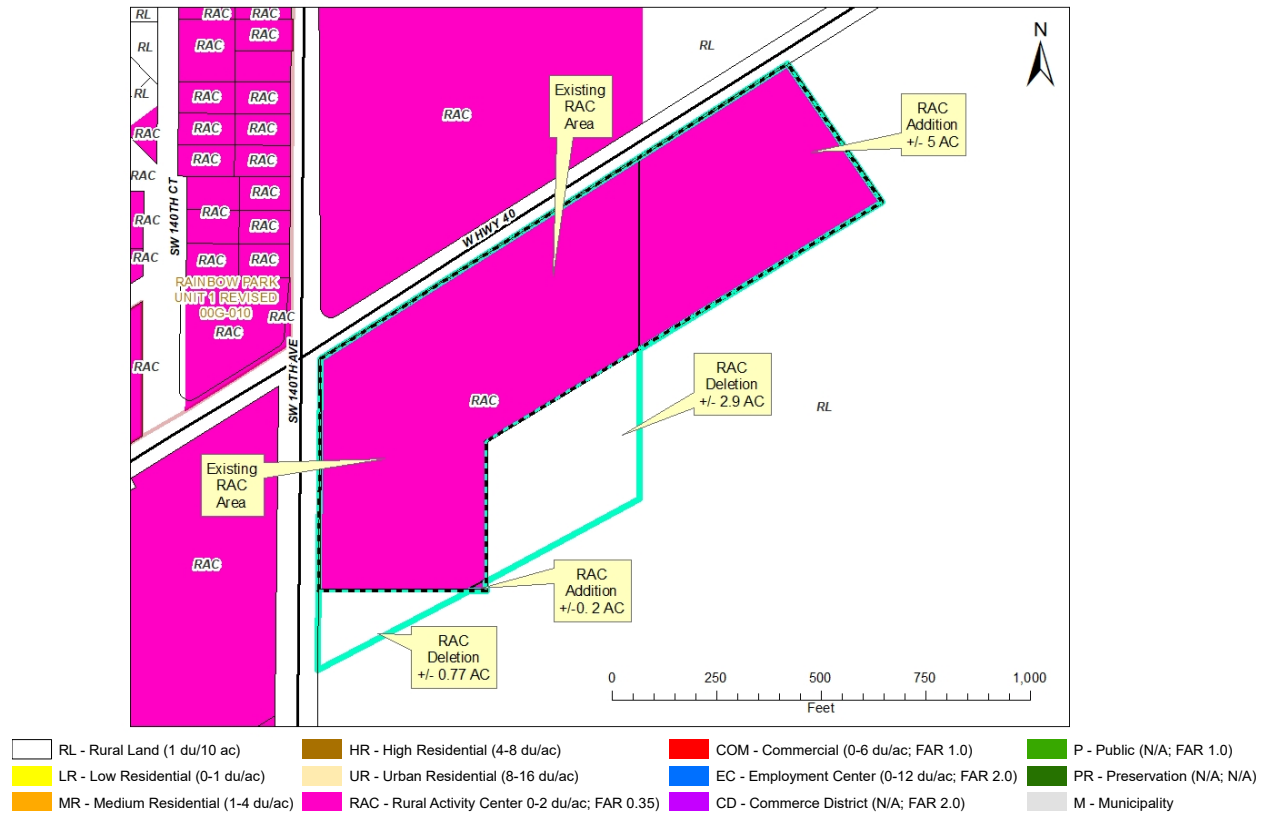 RL
RAC
RAC
RL
N
RL
RAC
RAC
Existing
RAC
Area
RL
RAC
RAC
RAC
Addition
+/- 5 AC
RAC
RAC
RAC
RAC
RAC
RAC
RAC
RAC
RAC
SW 140TH CT
RAC
RAC
RAC
RAC
W HWY 40
RAC
RAC
RAC
RAINBOW PARK
UNIT 1 REVISED
00G-010
RAC
RAC
SW 140TH AVE
RAC
RAC
Deletion
+/- 2.9 AC
RAC
RL
Existing
RAC
Area
RAC
RAC
Addition
+/-0. 2 AC
RAC
Deletion
+/- 0.77 AC
0 250 500 750 1,000
Feet
RL - Rural Land (1 du/10 ac)
LR - Low Residential (0-1 du/ac)
MR - Medium Residential (1-4 du/ac)
HR - High Residential (4-8 du/ac)
UR - Urban Residential (8-16 du/ac)
RAC - Rural Activity Center 0-2 du/ac; FAR 0.35)
COM - Commercial (0-6 du/ac; FAR 1.0)
EC - Employment Center (0-12 du/ac; FAR 2.0)
CD - Commerce District (N/A; FAR 2.0)
P - Public (N/A; FAR 1.0)
PR - Preservation (N/A; N/A)
M - Municipality